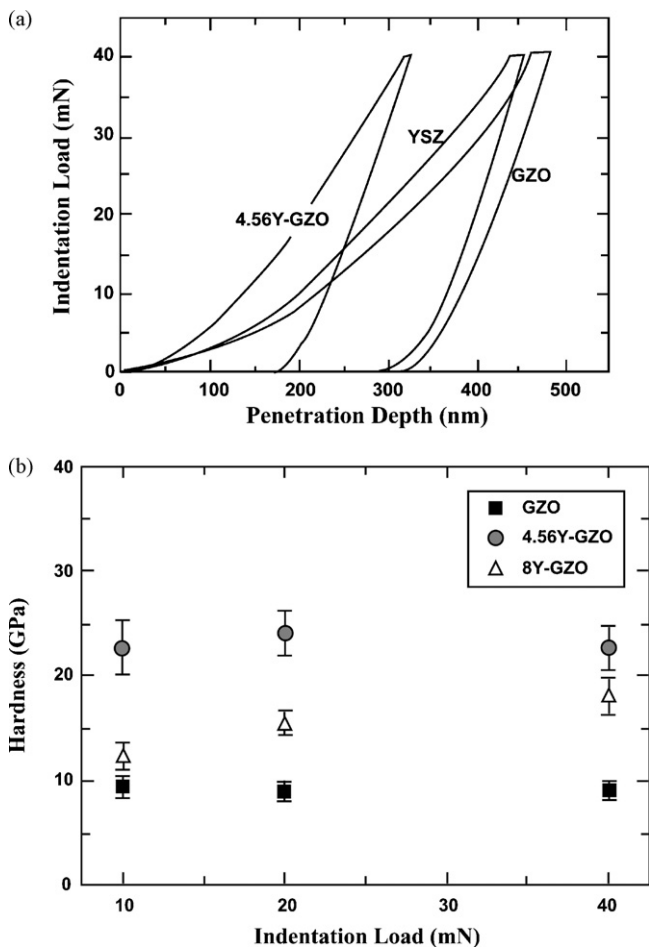 (a)
40
30
20
10
0
Indentation Load (mN)
YSZ
GZO
4.56Y-GZO
0 100 200 300 400 500
Penetration Depth (nm)
(b)
40
30
20
10
0
Hardness (GPa)
GZO
4.56Y-GZO
8Y-GZO
10 20 30 40
Indentation Load (mN)